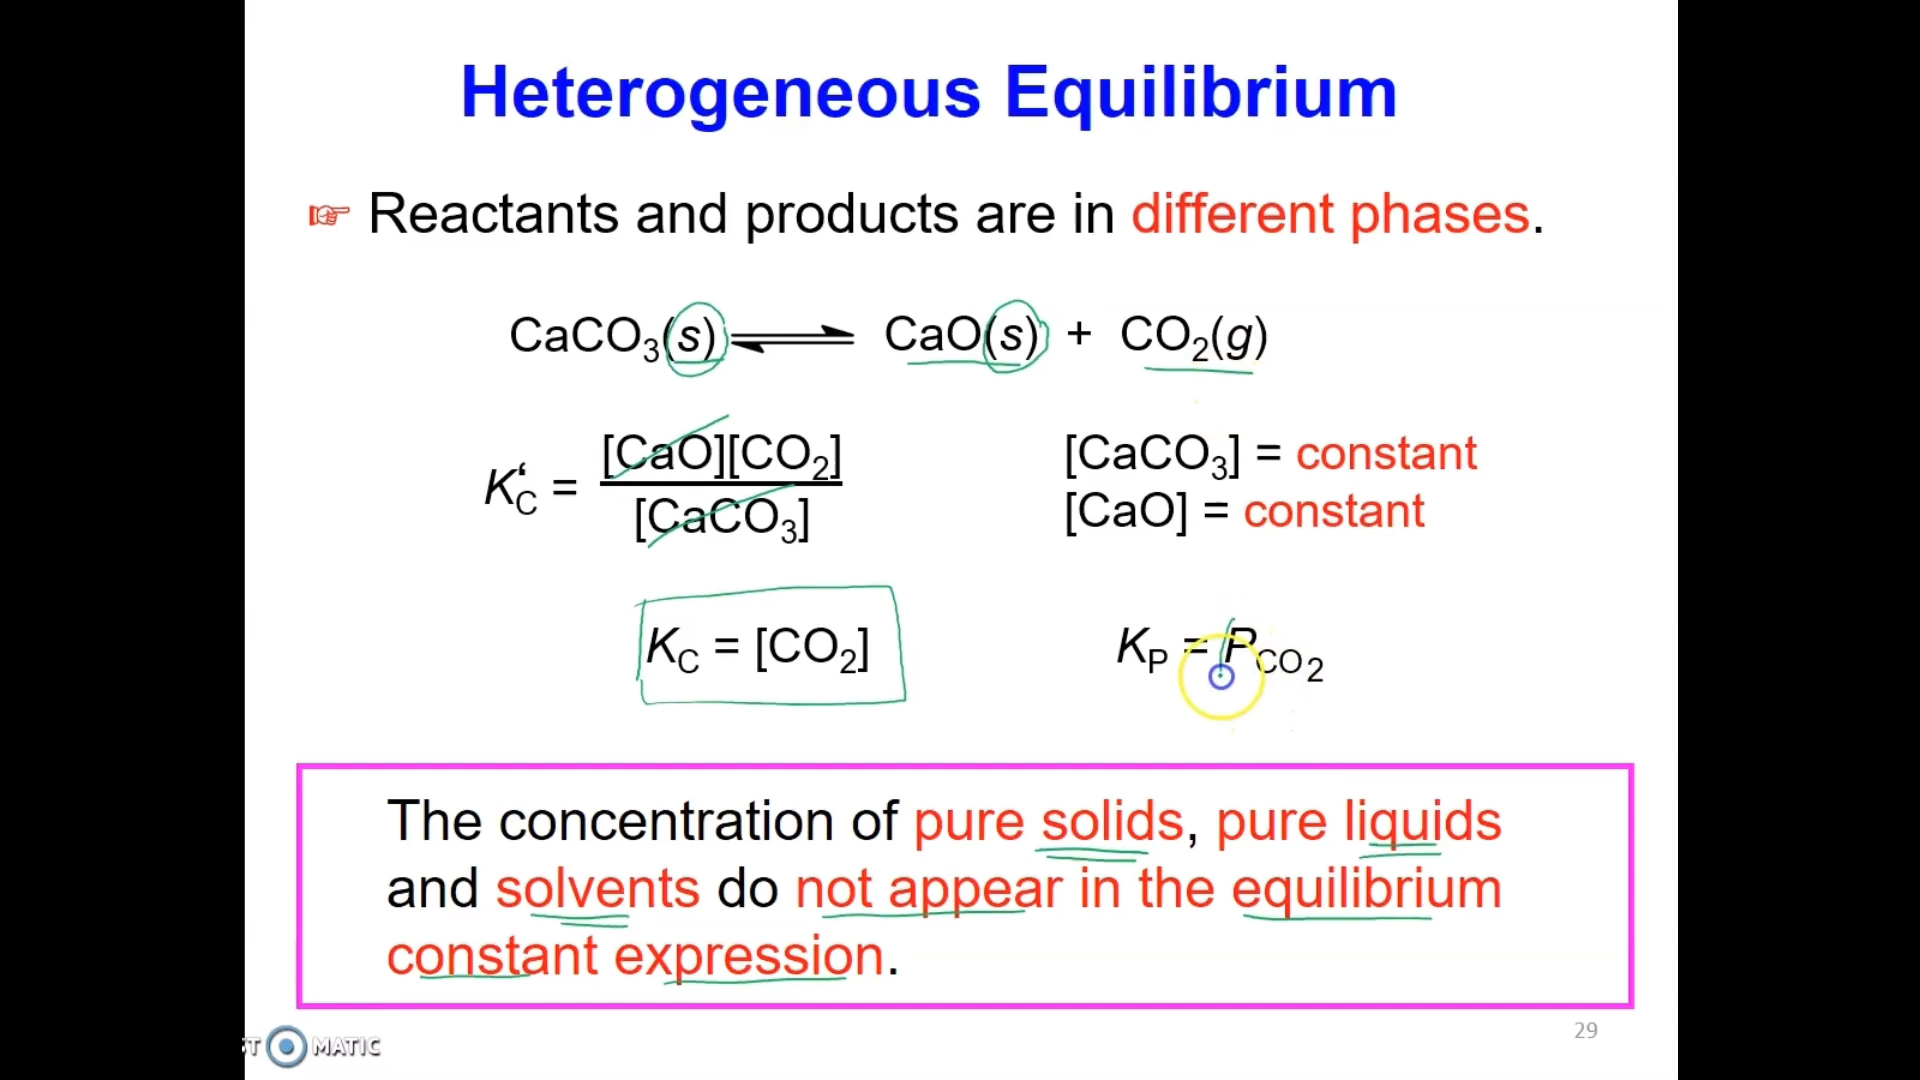 Heterogeneous Equilibrium
☞ Reactants and products are in different phases.
CaCO₃(s) ⇌ CaO(s) + CO₂(g)
K‘C = [CaO][CO₂] / [CaCO₃]
[CaCO₃] = constant
[CaO] = constant
KC = [CO₂]
KP = PCO₂
The concentration of pure solids, pure liquids
and solvents do not appear in the equilibrium
constant expression.
29
MATIC